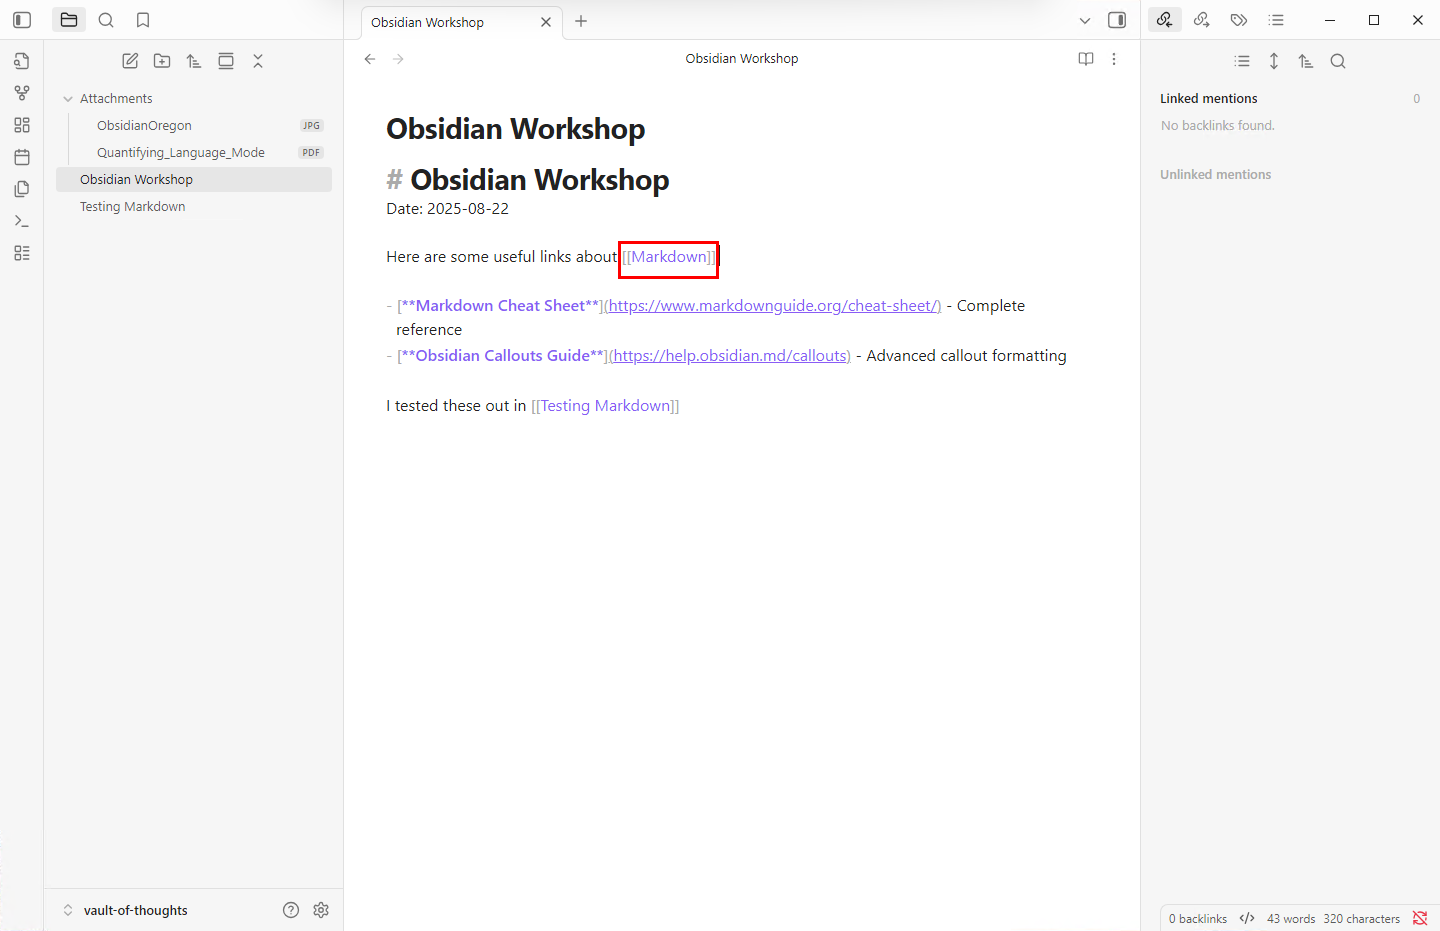 Obsidian Workshop
Obsidian Workshop
Attachments
ObsidianOregon JPG
Quantifying_Language_Mode PDF
Obsidian Workshop
Testing Markdown
vault-of-thoughts
Obsidian Workshop
# Obsidian Workshop
Date: 2025-08-22
Here are some useful links about [[Markdown]]
- [**Markdown Cheat Sheet**](https://www.markdownguide.org/cheat-sheet/) - Complete
reference
- [**Obsidian Callouts Guide**](https://help.obsidian.md/callouts) - Advanced callout formatting
I tested these out in [[Testing Markdown]]
Linked mentions 0
No backlinks found.
Unlinked mentions
0 backlinks </> 43 words 320 characters